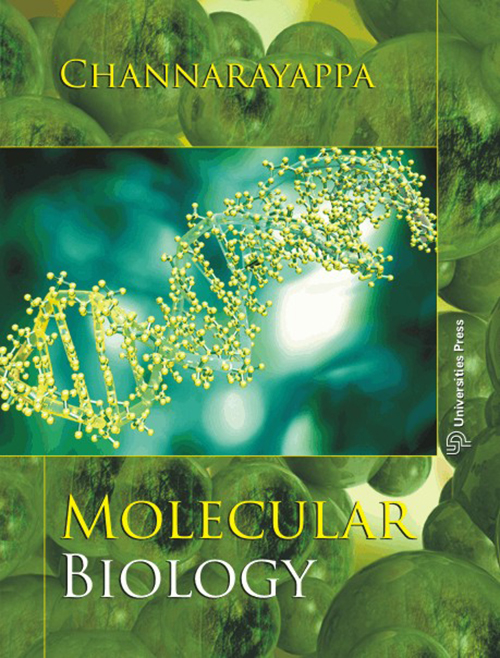 CHANNARAYAPPA
Universities Press
MOLECULAR
BIOLOGY